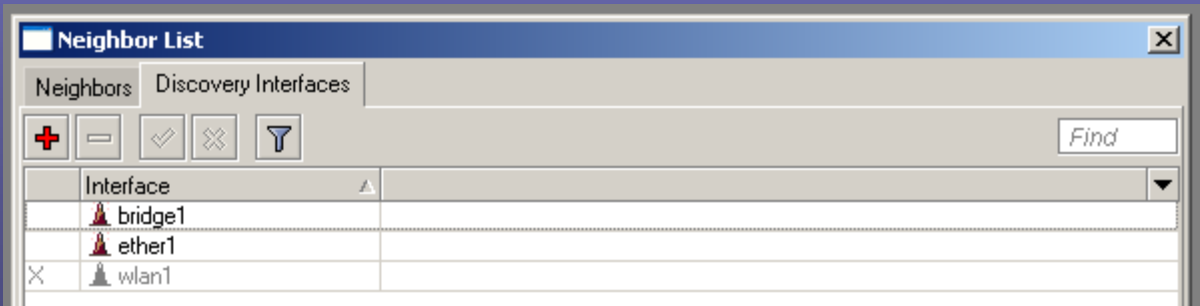 Neighbor List
Neighbors Discovery Interfaces
Find
Interface
bridge1
ether1
X wlan1